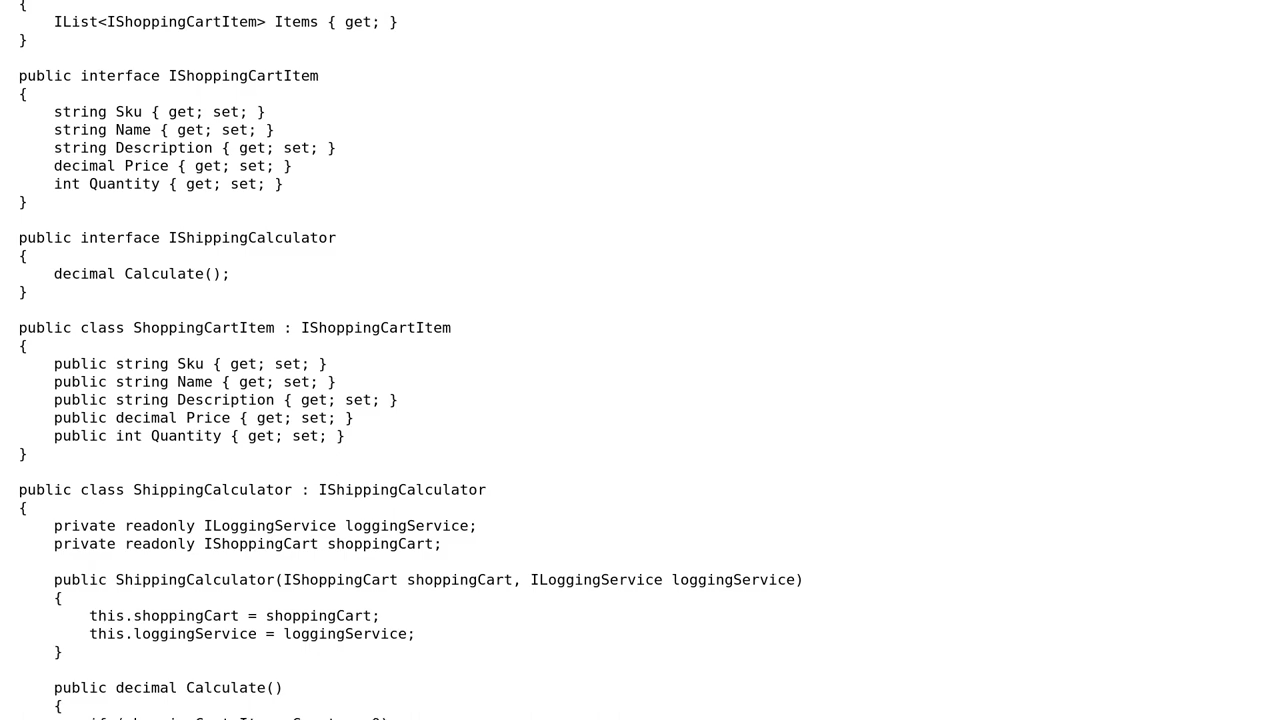 {
    IList<IShoppingCartItem> Items { get; }
}

public interface IShoppingCartItem
{
    string Sku { get; set; }
    string Name { get; set; }
    string Description { get; set; }
    decimal Price { get; set; }
    int Quantity { get; set; }
}

public interface IShippingCalculator
{
    decimal Calculate();
}

public class ShoppingCartItem : IShoppingCartItem
{
    public string Sku { get; set; }
    public string Name { get; set; }
    public string Description { get; set; }
    public decimal Price { get; set; }
    public int Quantity { get; set; }
}

public class ShippingCalculator : IShippingCalculator
{
    private readonly ILoggingService loggingService;
    private readonly IShoppingCart shoppingCart;

    public ShippingCalculator(IShoppingCart shoppingCart, ILoggingService loggingService)
    {
        this.shoppingCart = shoppingCart;
        this.loggingService = loggingService;
    }

    public decimal Calculate()
    {